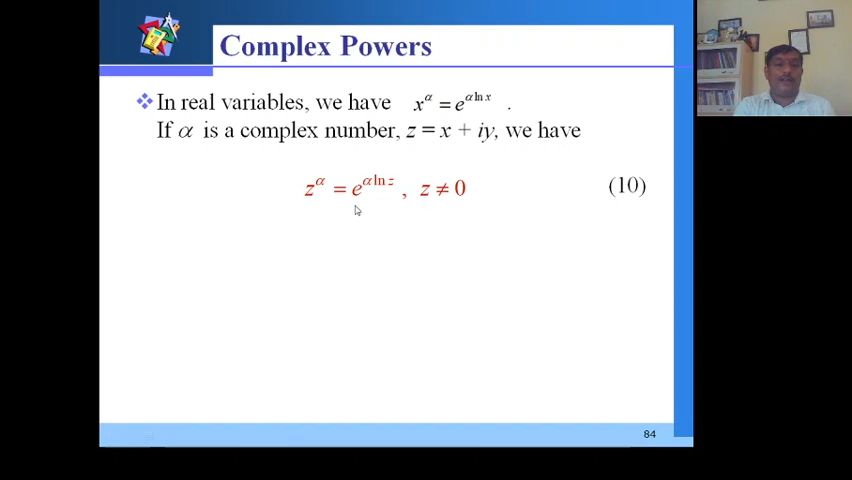 Complex Powers
❖ In real variables, we have x^α = e^{α ln x} .
If α is a complex number, z = x + iy, we have
z^α = e^{α ln z} , z ≠ 0 (10)
84